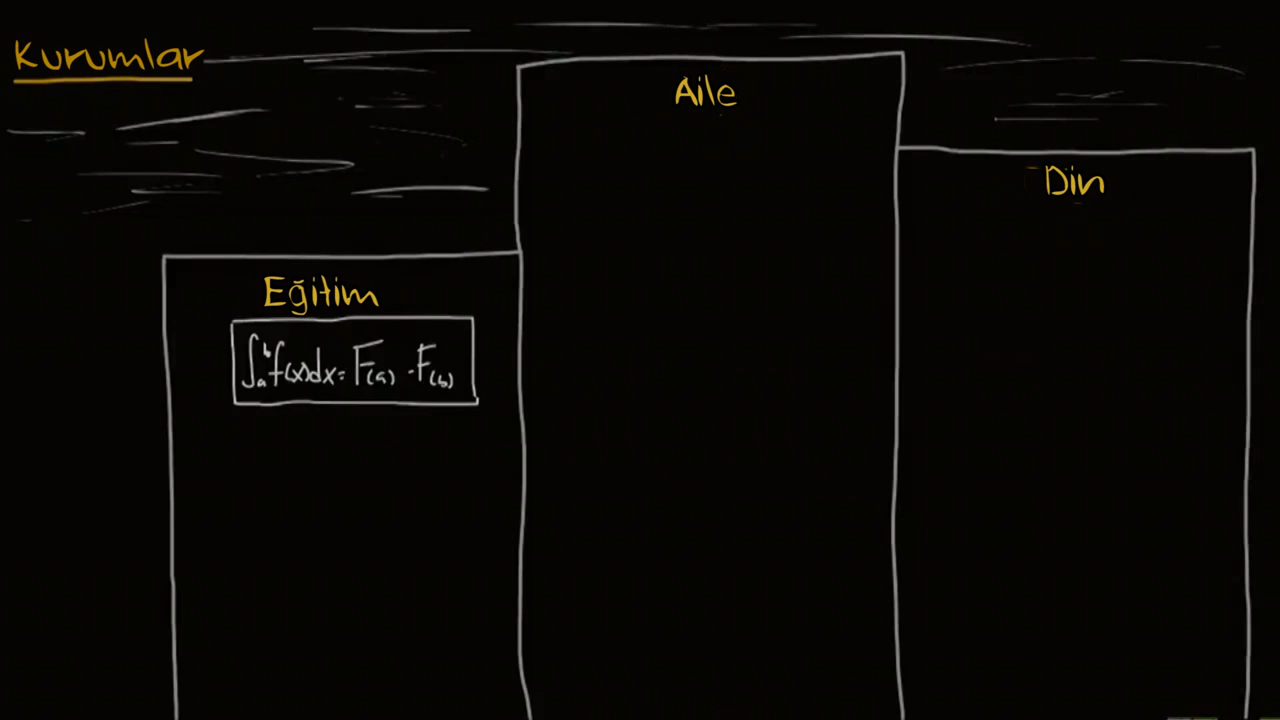 Kurumlar
Aile
Din
Eğitim
∫ₐᵇf(x)dx = F(a) - F(b)